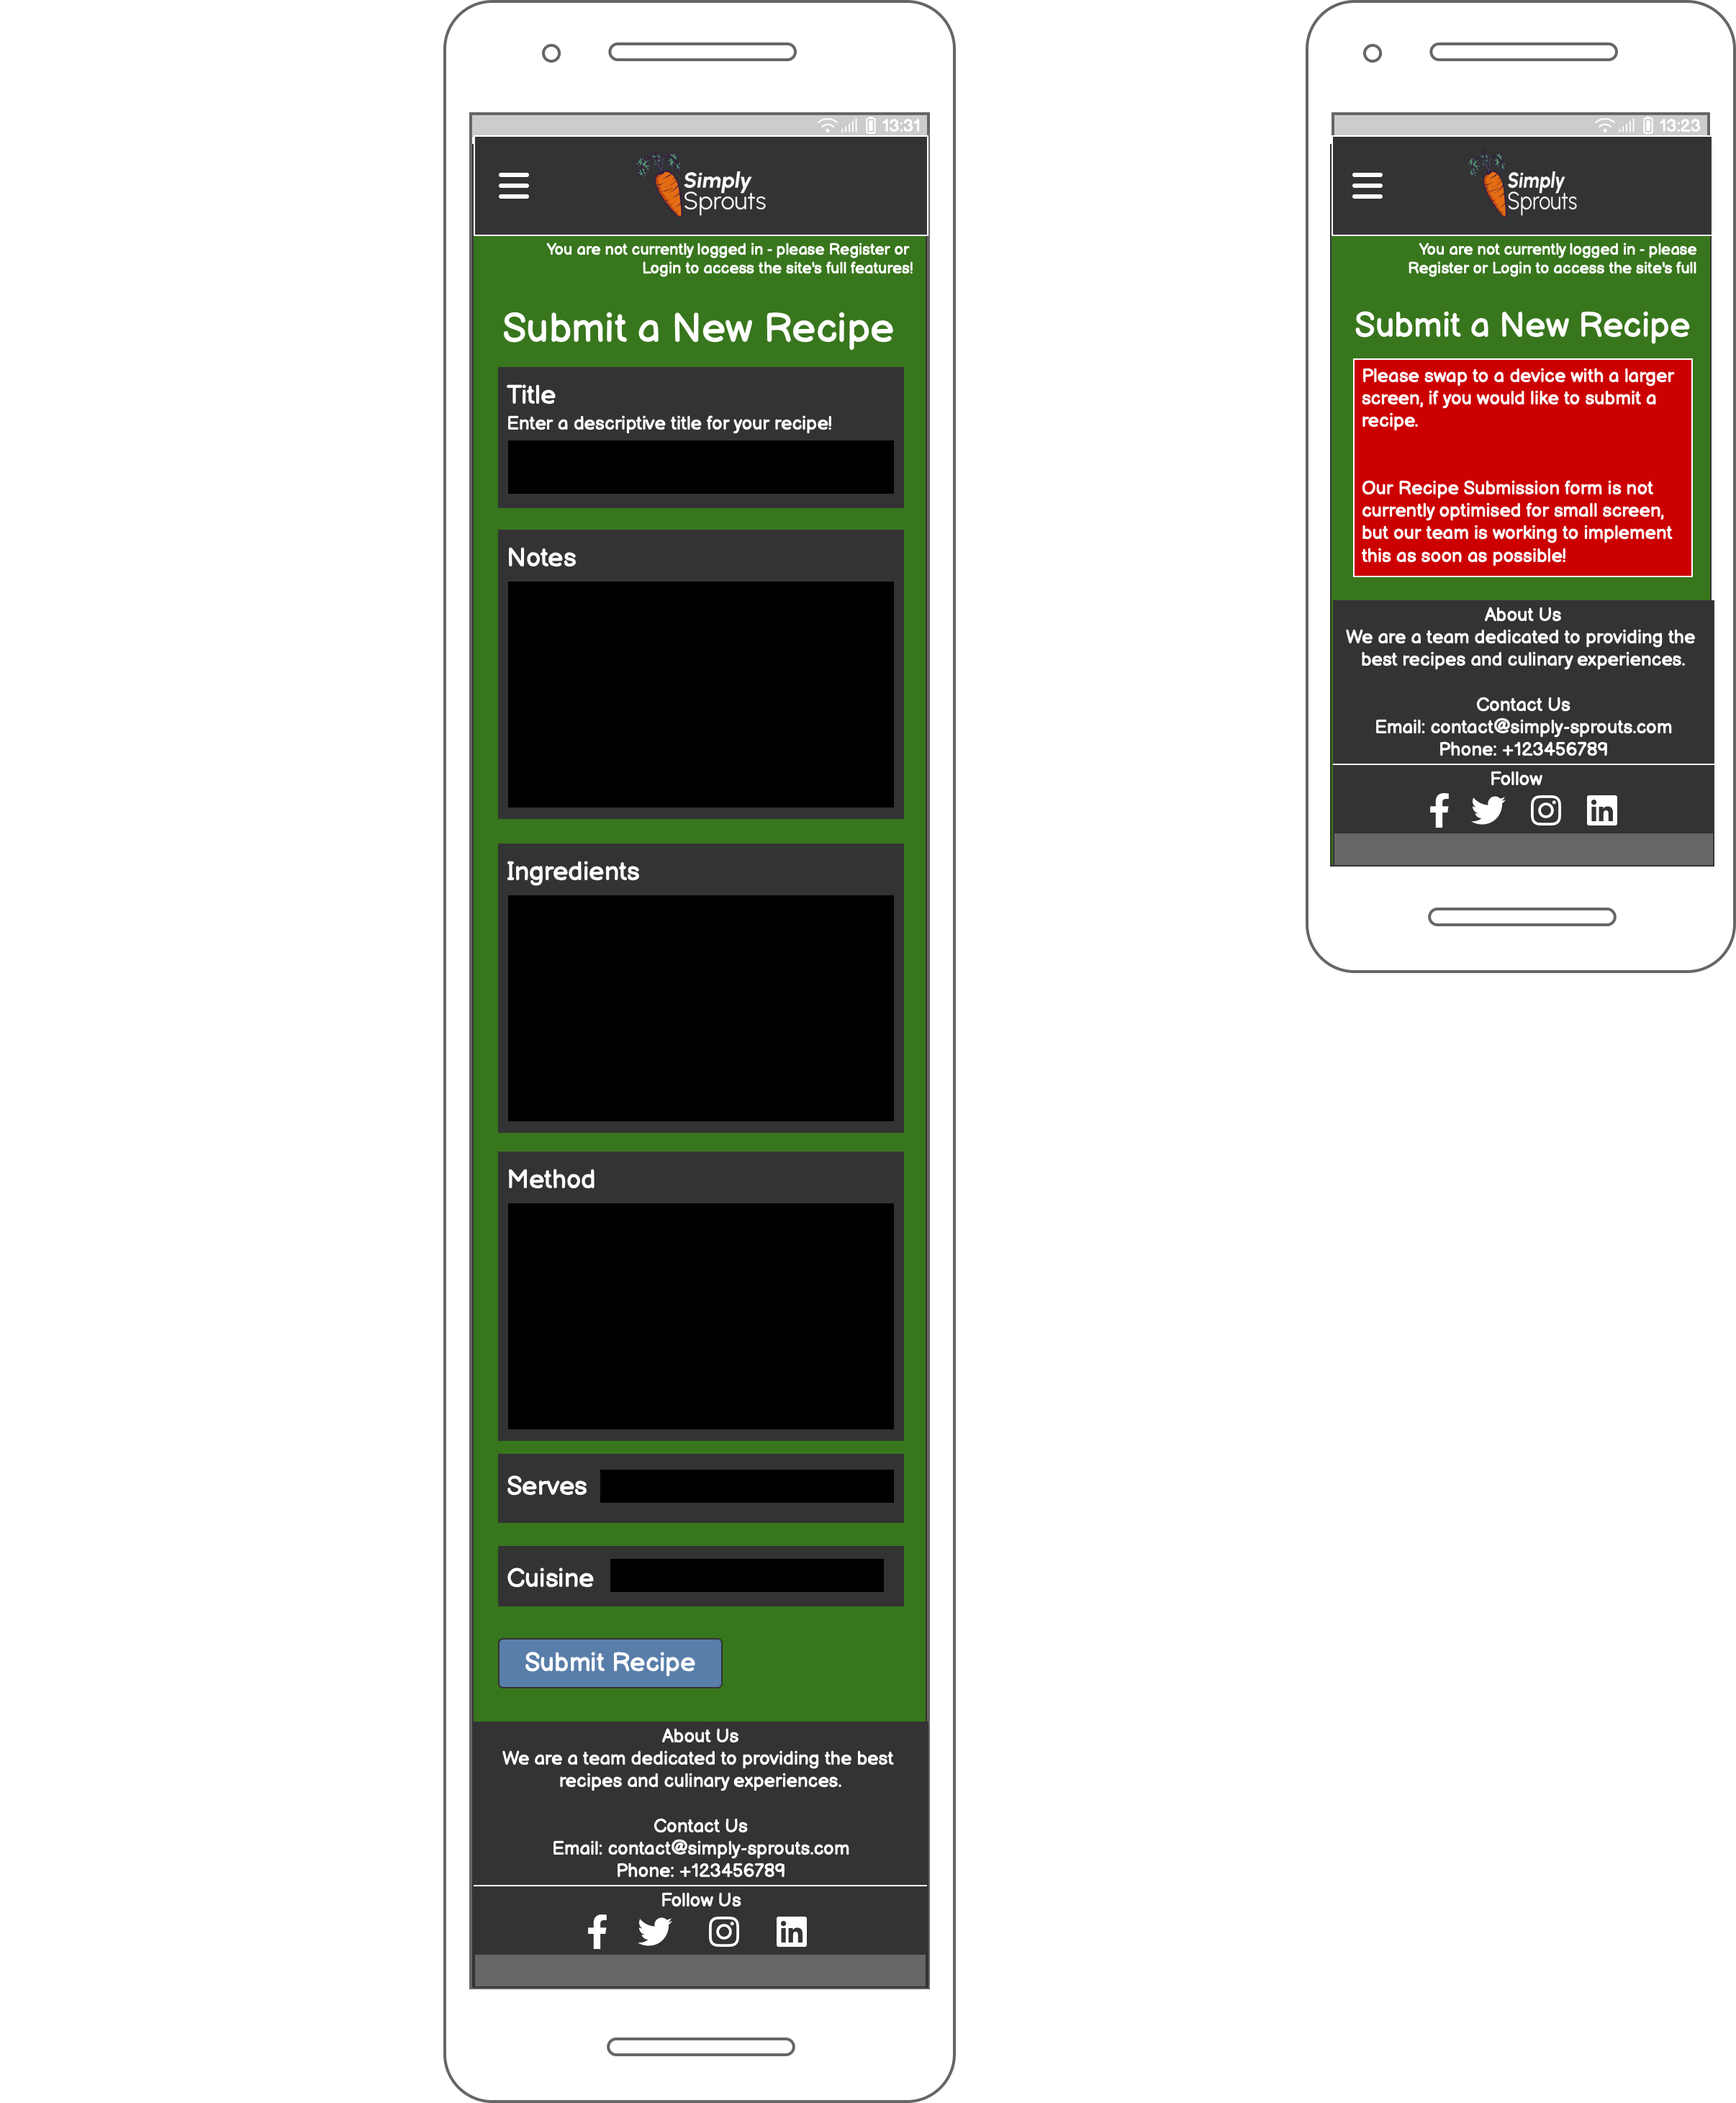 13:31
Simply
Sprouts
You are not currently logged in - please Register or
Login to access the site's full features!
Submit a New Recipe
Title
Enter a descriptive title for your recipe!
Notes
Ingredients
Method
Serves
Cuisine
Submit Recipe
About Us
We are a team dedicated to providing the best
recipes and culinary experiences.
Contact Us
Email: contact@simply-sprouts.com
Phone: +123456789
Follow Us
13:23
Simply
Sprouts
You are not currently logged in - please
Register or Login to access the site's full
Submit a New Recipe
Please swap to a device with a larger
screen, if you would like to submit a
recipe.
Our Recipe Submission form is not
currently optimised for small screen,
but our team is working to implement
this as soon as possible!
About Us
We are a team dedicated to providing the
best recipes and culinary experiences.
Contact Us
Email: contact@simply-sprouts.com
Phone: +123456789
Follow